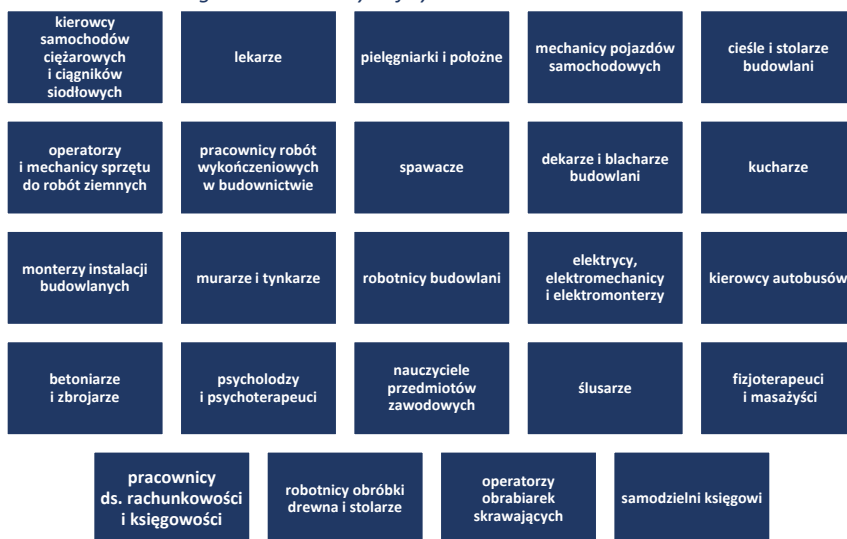 kierowcy
samochodów
ciężarowych
i ciągników
siodłowych
lekarze
pielęgniarki i położne
mechanicy pojazdów
samochodowych
cieśle i stolarze
budowlani
operatorzy
i mechanicy sprzętu
do robót ziemnych
pracownicy robót
wykończeniowych
w budownictwie
spawacze
dekarze i blacharze
budowlani
kucharze
monterzy instalacji
budowlanych
murarze i tynkarze
robotnicy budowlani
elektrycy,
elektromechanicy
i elektromonterzy
kierowcy autobusów
betoniarze
i zbrojarze
psycholodzy
i psychoterapeuci
nauczyciele
przedmiotów
zawodowych
ślusarze
fizjoterapeuci
i masażyści
pracownicy
ds. rachunkowości
i księgowości
robotnicy obróbki
drewna i stolarze
operatorzy
obrabiarek
skrawających
samodzielni księgowi